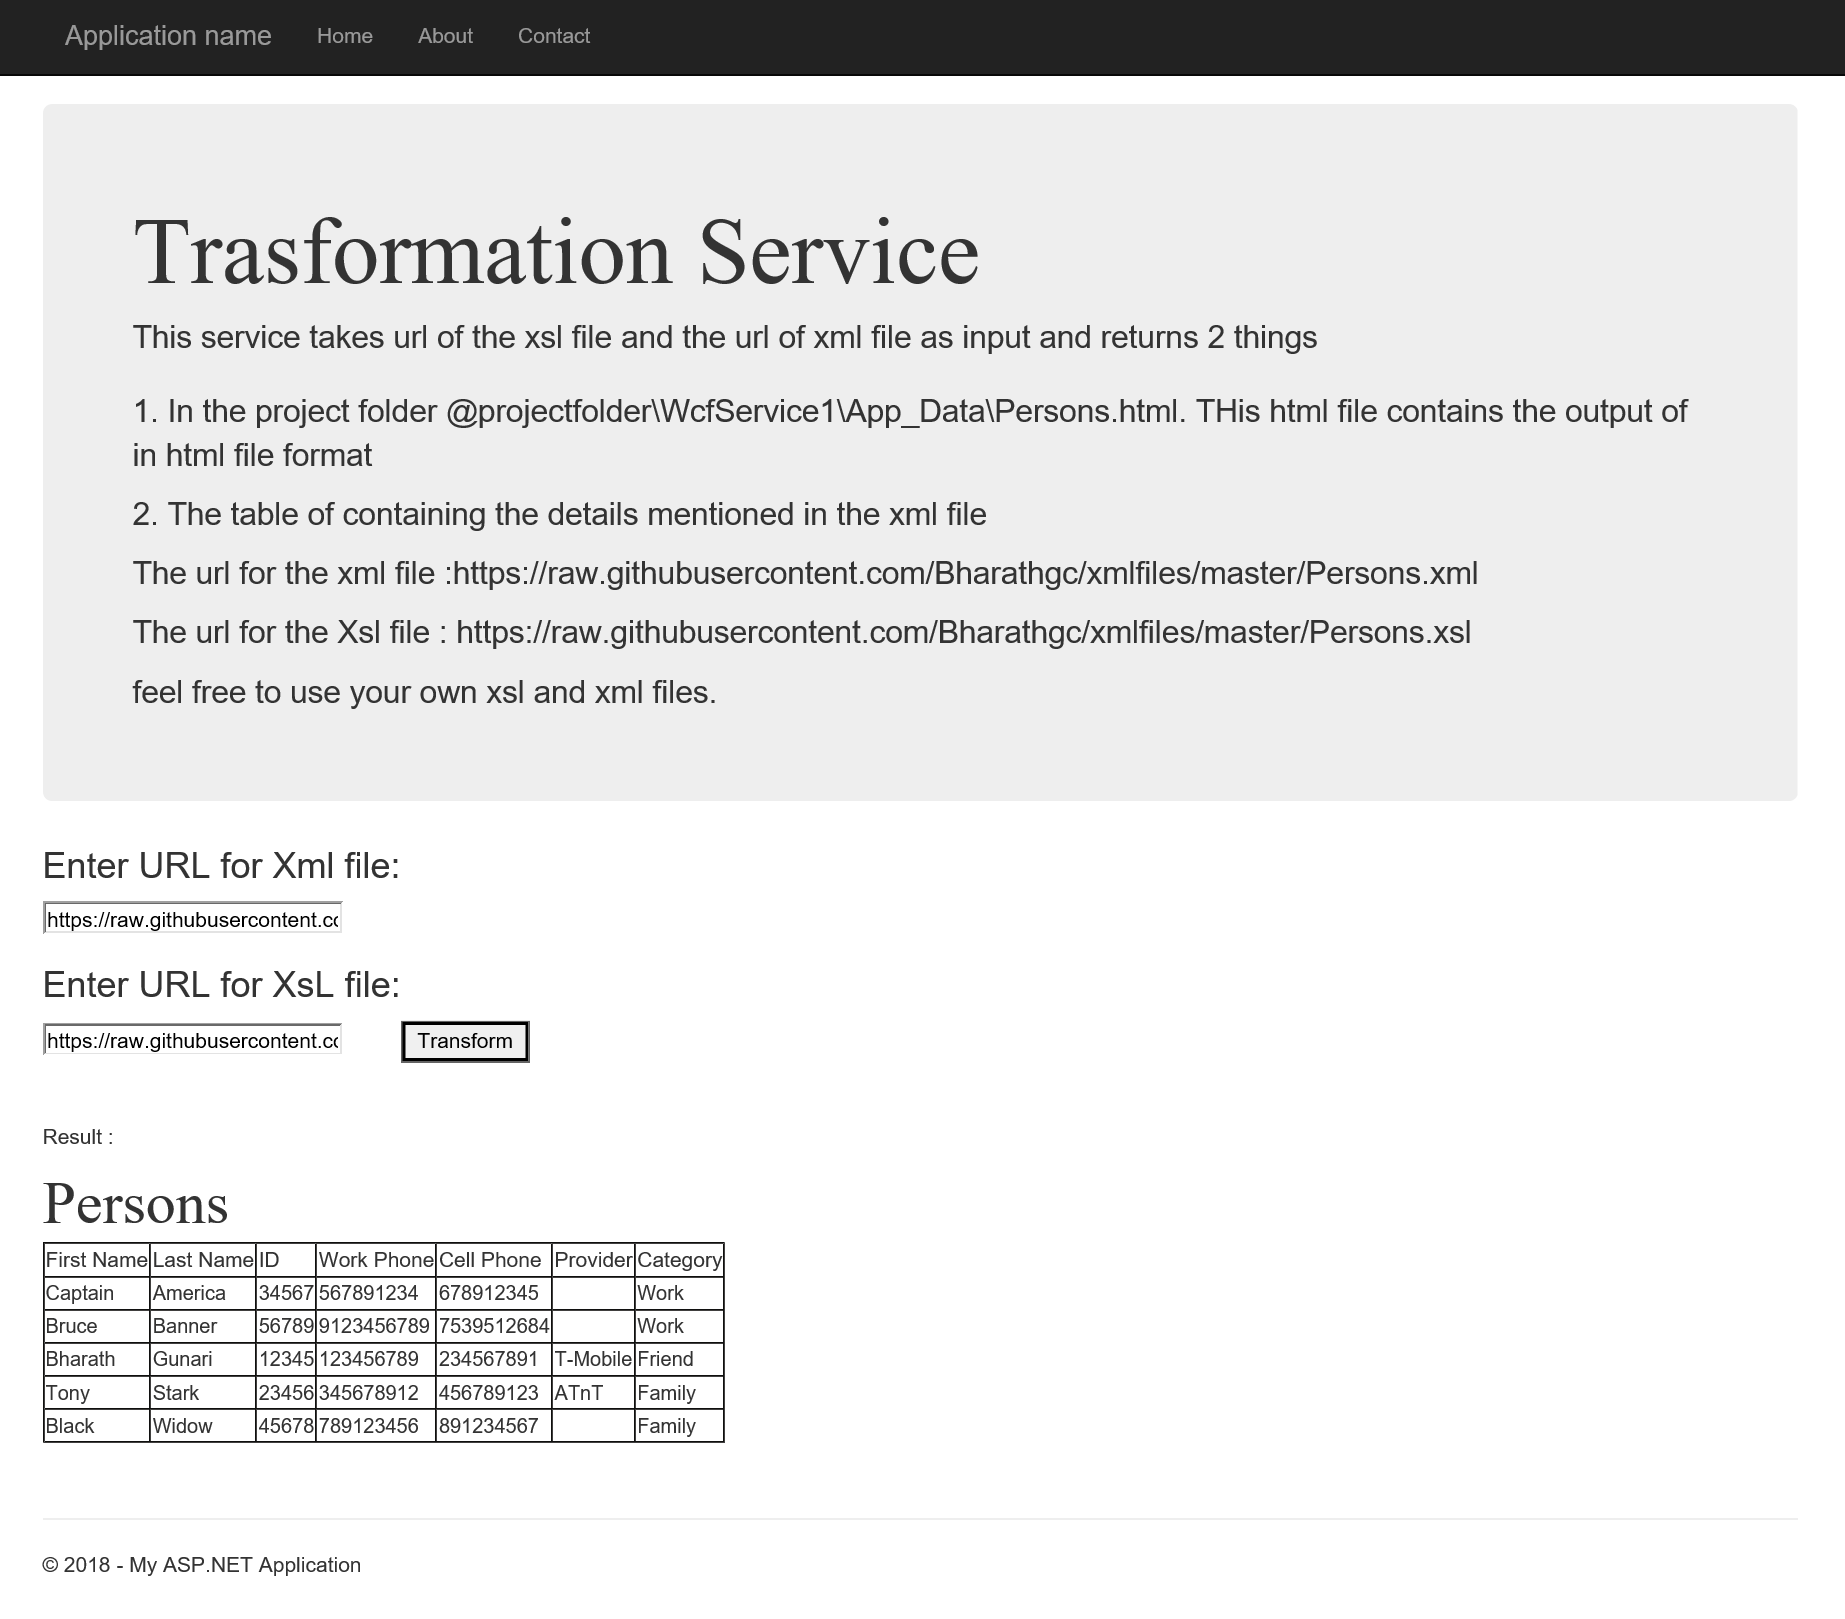 Application name Home About Contact
Trasformation Service
This service takes url of the xsl file and the url of xml file as input and returns 2 things
1. In the project folder @projectfolder\WcfService1\App_Data\Persons.html. THis html file contains the output of
in html file format
2. The table of containing the details mentioned in the xml file
The url for the xml file :https://raw.githubusercontent.com/Bharathgc/xmlfiles/master/Persons.xml
The url for the Xsl file : https://raw.githubusercontent.com/Bharathgc/xmlfiles/master/Persons.xsl
feel free to use your own xsl and xml files.
Enter URL for Xml file:
https://raw.githubusercontent.co
Enter URL for XsL file:
https://raw.githubusercontent.co Transform
Result :
Persons
First Name Last Name ID Work Phone Cell Phone Provider Category
Captain America 34567 567891234 678912345 Work
Bruce Banner 56789 9123456789 7539512684 Work
Bharath Gunari 12345 123456789 234567891 T-Mobile Friend
Tony Stark 23456 345678912 456789123 ATnT Family
Black Widow 45678 789123456 891234567 Family
© 2018 - My ASP.NET Application